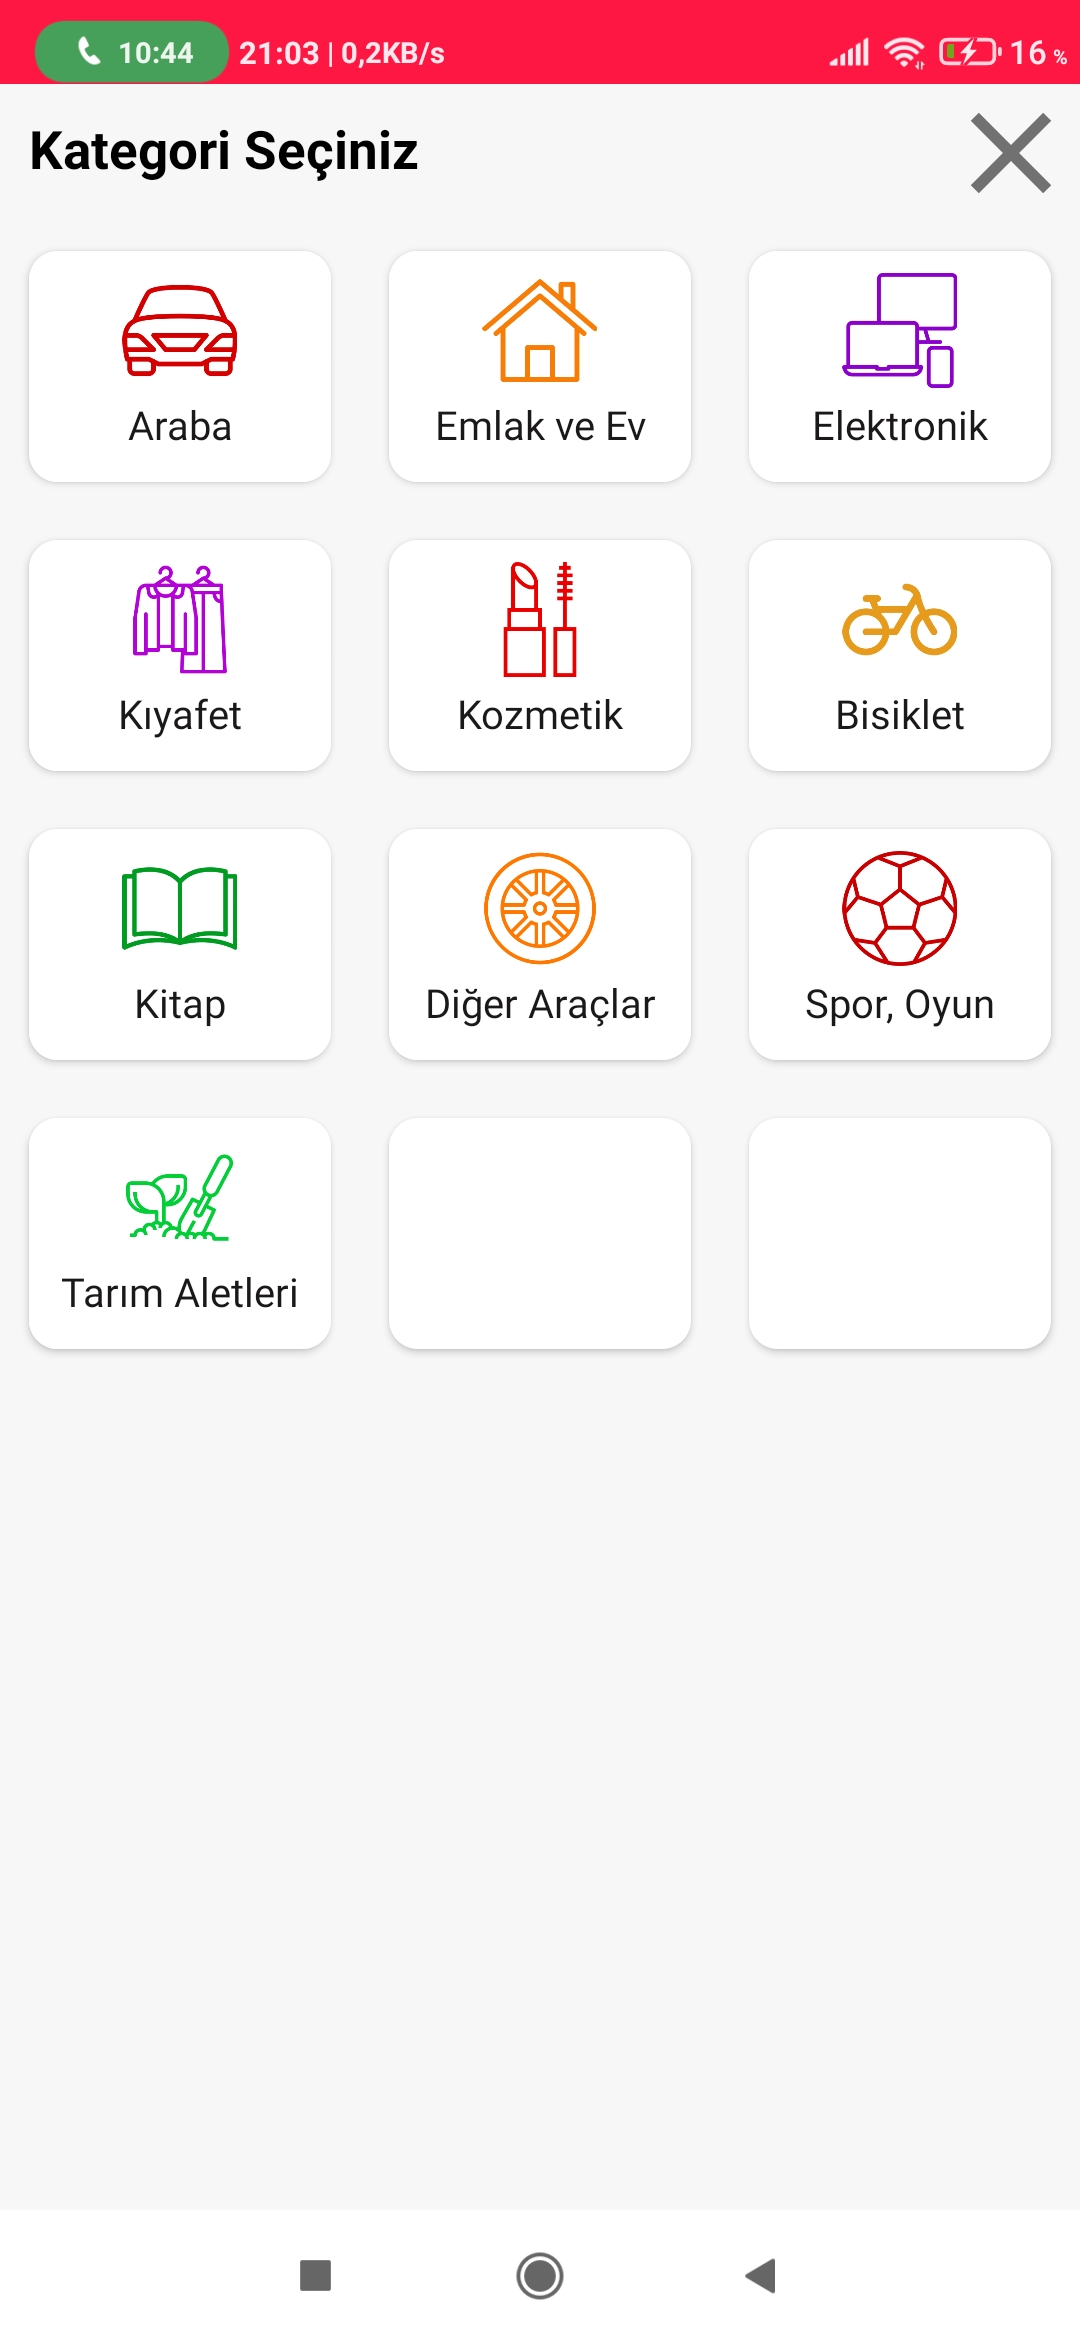 10:44 21:03 | 0,2KB/s 16 %
Kategori Seçiniz
Araba Emlak ve Ev Elektronik
Kıyafet Kozmetik Bisiklet
Kitap Diğer Araçlar Spor, Oyun
Tarım Aletleri